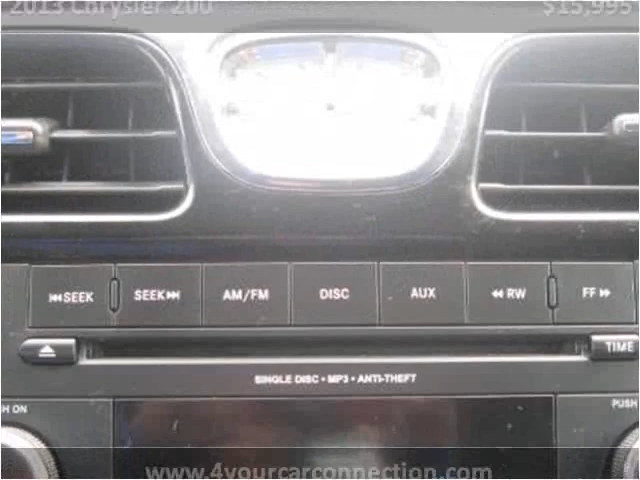 2013 Chrysler 200 $15,995
⏮SEEK SEEK⏭ AM/FM DISC AUX ◀◀ RW FF ▶▶
TIME
SINGLE DISC • MP3 • ANTI-THEFT
H ON PUSH
www.4yourcarconnection.com